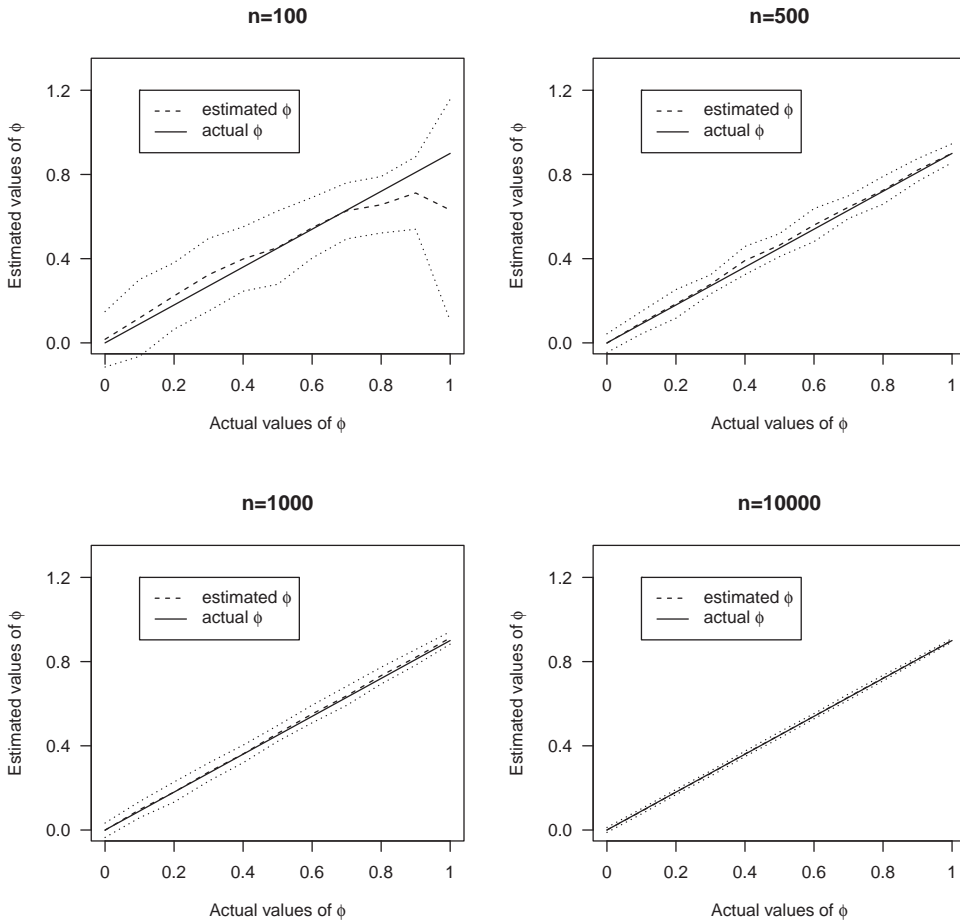 n=100
1.2
0.8
0.4
0.0
Estimated values of ϕ
estimated ϕ
actual ϕ
0 0.2 0.4 0.6 0.8 1
Actual values of ϕ
n=500
1.2
0.8
0.4
0.0
Estimated values of ϕ
estimated ϕ
actual ϕ
0 0.2 0.4 0.6 0.8 1
Actual values of ϕ
n=1000
1.2
0.8
0.4
0.0
Estimated values of ϕ
estimated ϕ
actual ϕ
0 0.2 0.4 0.6 0.8 1
Actual values of ϕ
n=10000
1.2
0.8
0.4
0.0
Estimated values of ϕ
estimated ϕ
actual ϕ
0 0.2 0.4 0.6 0.8 1
Actual values of ϕ